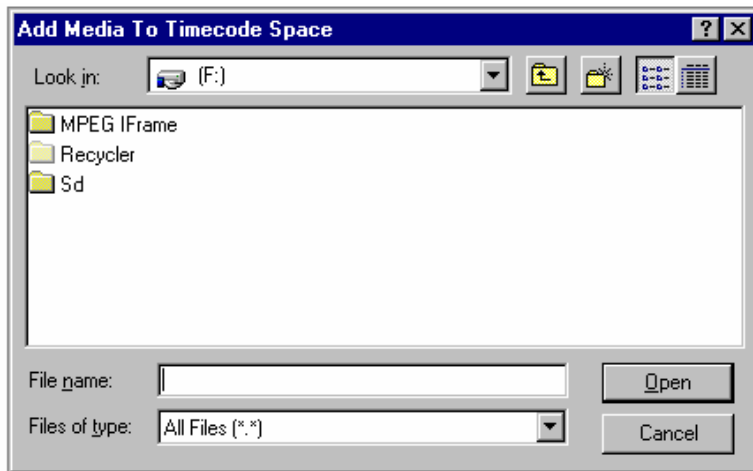 Add Media To Timecode Space
Look in: (F:)
MPEG IFrame
Recycler
Sd
File name:
Open
Files of type: All Files (*.*)
Cancel